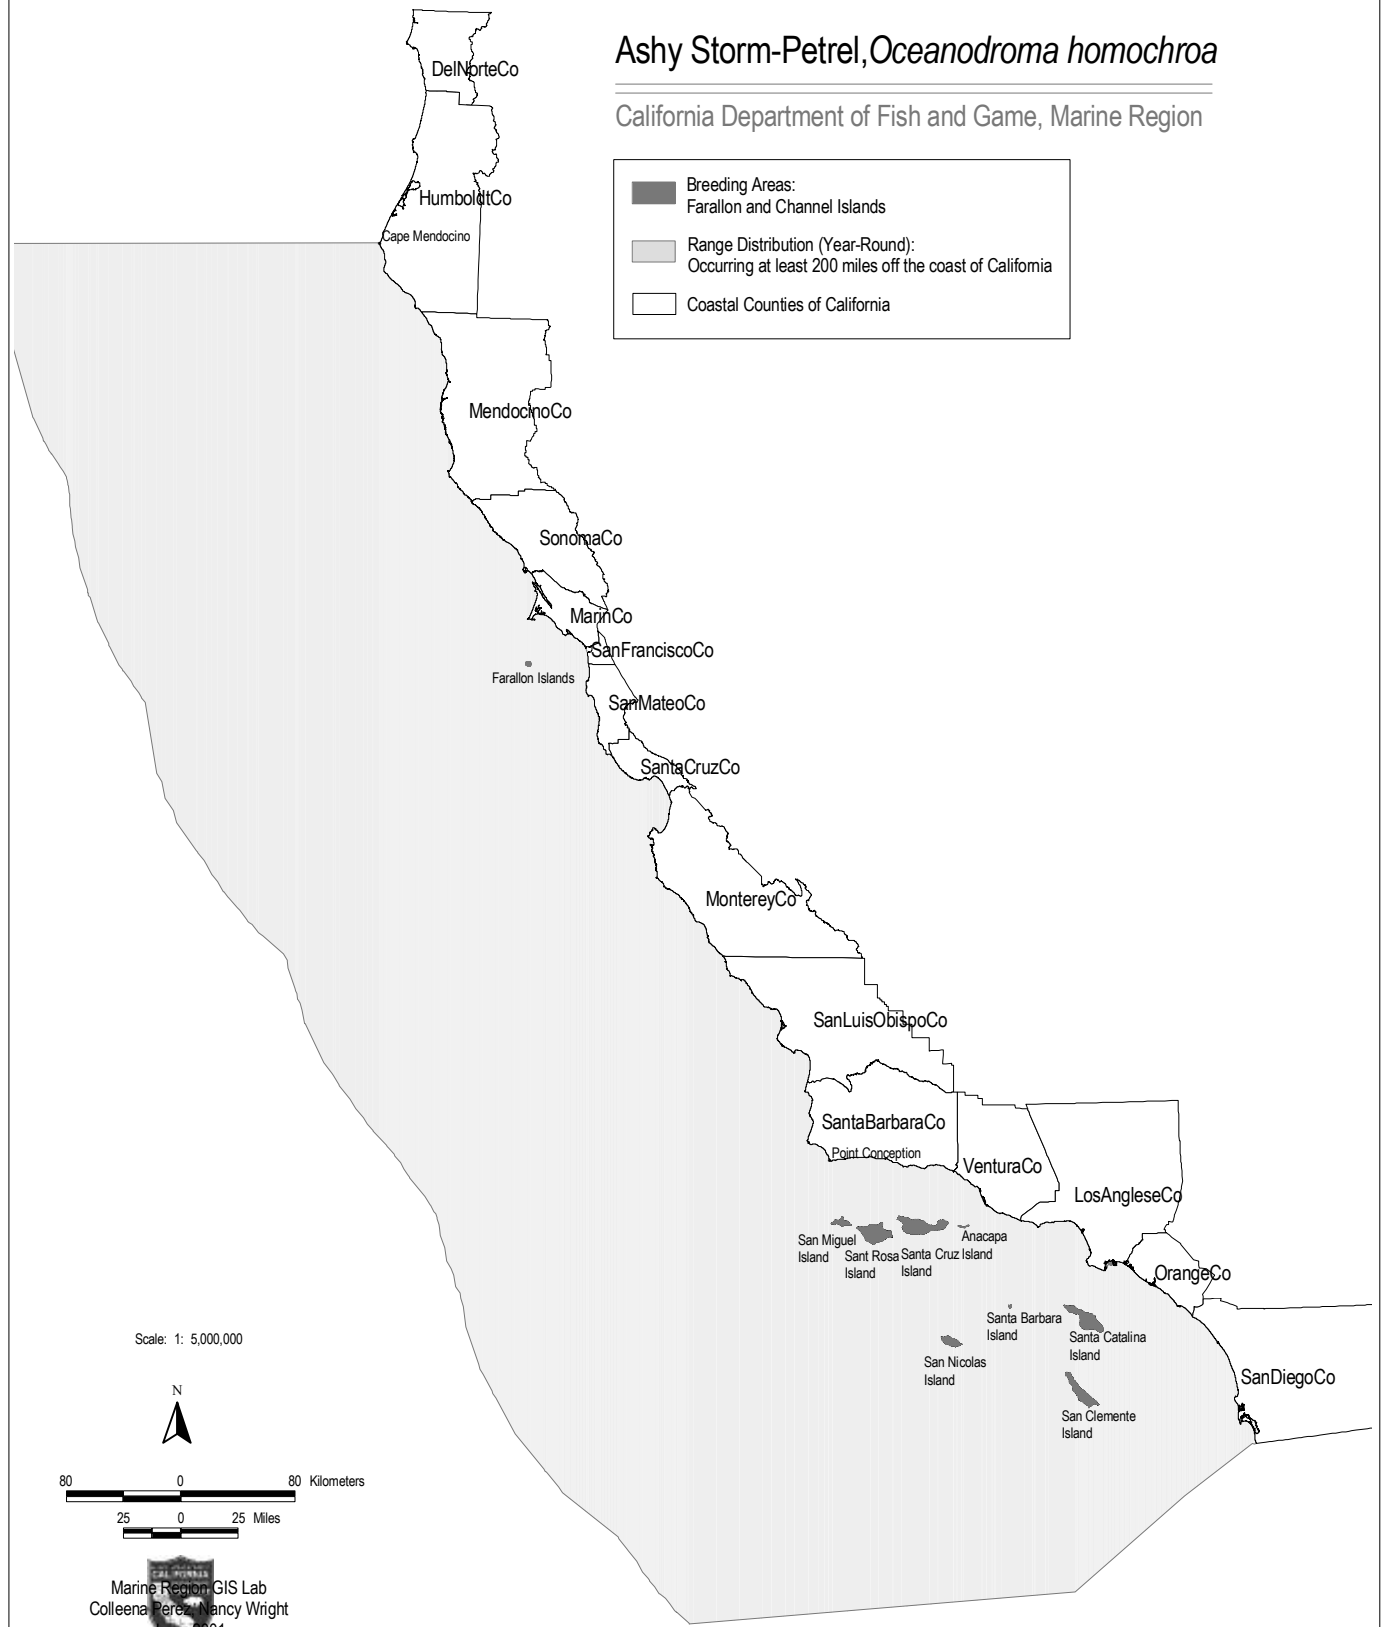 Ashy Storm-Petrel, Oceanodroma homochroa
California Department of Fish and Game, Marine Region
Breeding Areas:
Farallon and Channel Islands
Range Distribution (Year-Round):
Occurring at least 200 miles off the coast of California
Coastal Counties of California
DelNorteCo
HumboldtCo
Cape Mendocino
MendocinoCo
SonomaCo
MarinCo
SanFranciscoCo
Farallon Islands
SanMateoCo
SantaCruzCo
MontereyCo
SanLuisObispoCo
SantaBarbaraCo
Point Conception
VenturaCo
LosAngleseCo
San Miguel
Island
Sant Rosa
Island
Santa Cruz
Island
Anacapa
Island
OrangeCo
Santa Barbara
Island
Santa Catalina
Island
San Nicolas
Island
SanDiegoCo
San Clemente
Island
Scale: 1: 5,000,000
N
80 0 80 Kilometers
25 0 25 Miles
CALIFORNIA
Marine Region GIS Lab
Colleena Perez, Nancy Wright